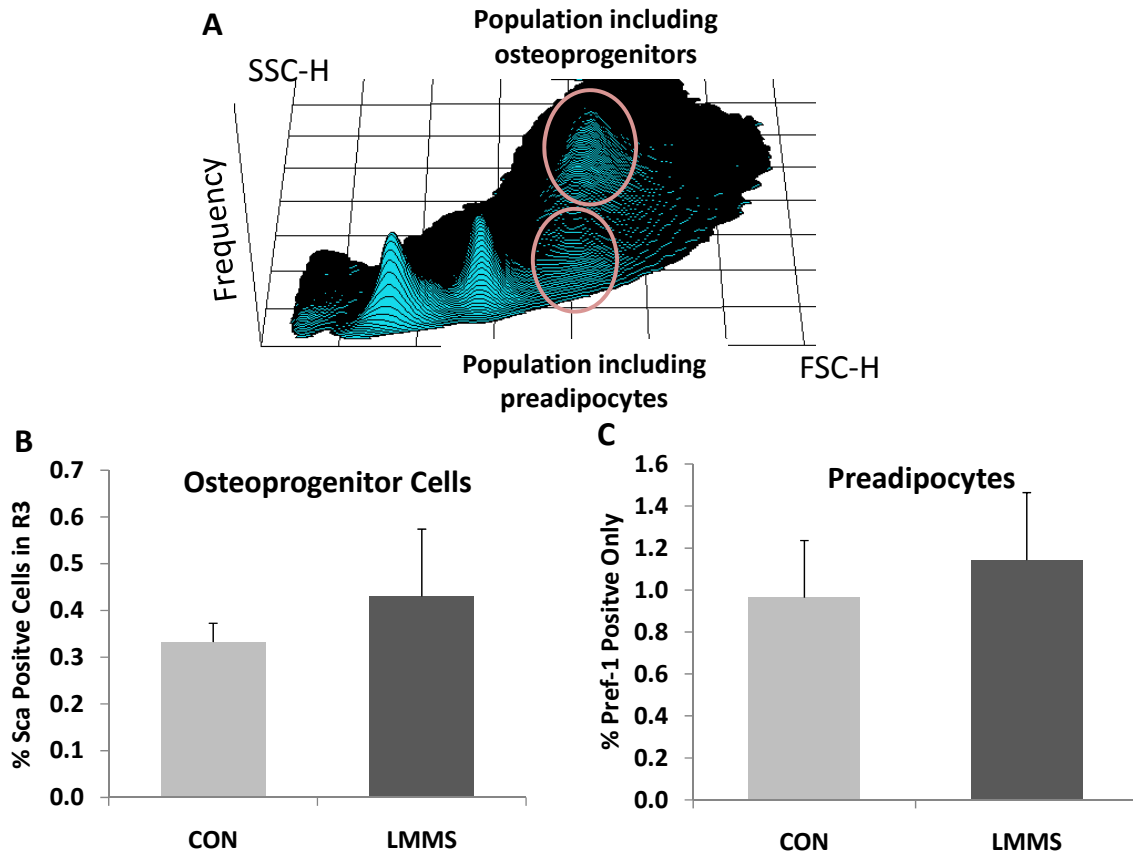 A
Population including
osteoprogenitors
SSC-H
Frequency
Population including
preadipocytes
FSC-H
B
Osteoprogenitor Cells
% Sca Positve Cells in R3
0.7
0.6
0.5
0.4
0.3
0.2
0.1
0.0
CON
LMMS
C
Preadipocytes
% Pref-1 Positve Only
1.6
1.4
1.2
1.0
0.8
0.6
0.4
0.2
0.0
CON
LMMS